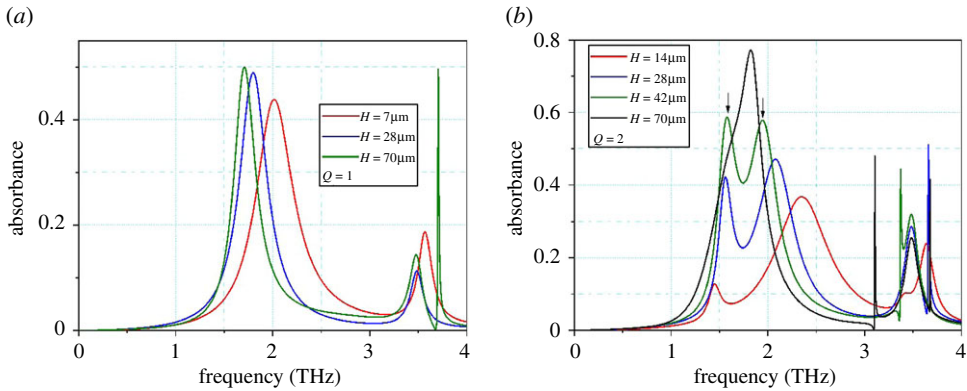 (a)
0.4
0.2
0
absorbance
H = 7µm
H = 28µm
H = 70µm
Q = 1
0 1 2 3 4
frequency (THz)
(b)
0.8
0.6
0.4
0.2
0
absorbance
H = 14µm
H = 28µm
H = 42µm
H = 70µm
Q = 2
0 1 2 3 4
frequency (THz)